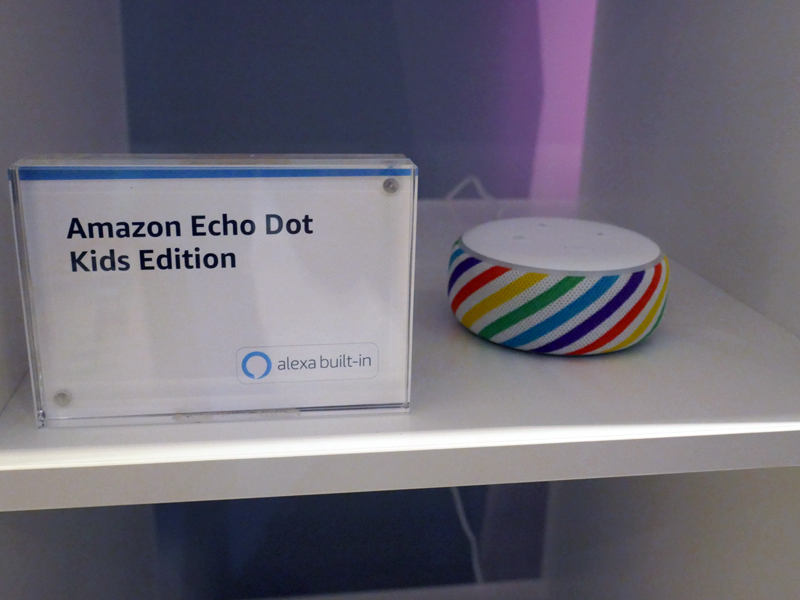 Amazon Echo Dot
Kids Edition
alexa built-in